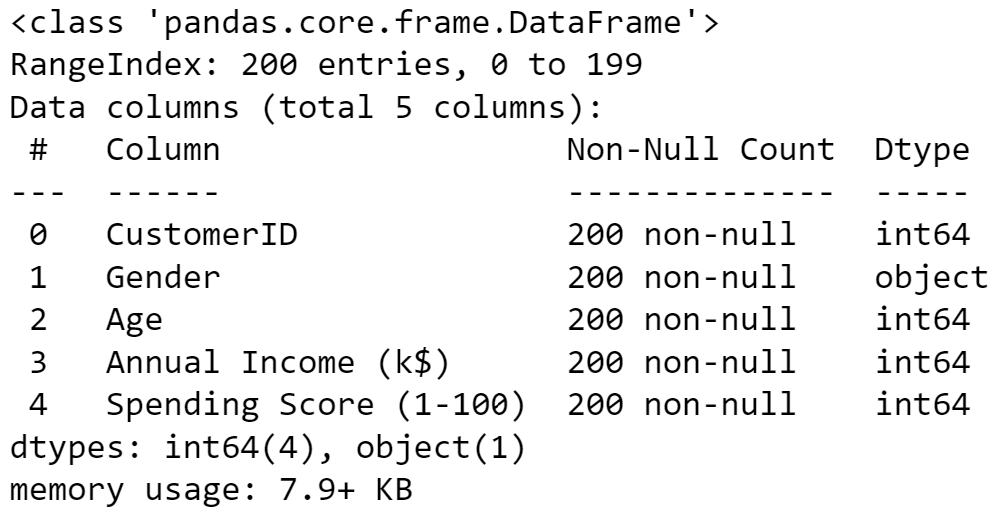 <class 'pandas.core.frame.DataFrame'>
RangeIndex: 200 entries, 0 to 199
Data columns (total 5 columns):
 #   Column                  Non-Null Count  Dtype
---  ------                  --------------  -----
 0   CustomerID              200 non-null    int64
 1   Gender                  200 non-null    object
 2   Age                     200 non-null    int64
 3   Annual Income (k$)      200 non-null    int64
 4   Spending Score (1-100)  200 non-null    int64
dtypes: int64(4), object(1)
memory usage: 7.9+ KB